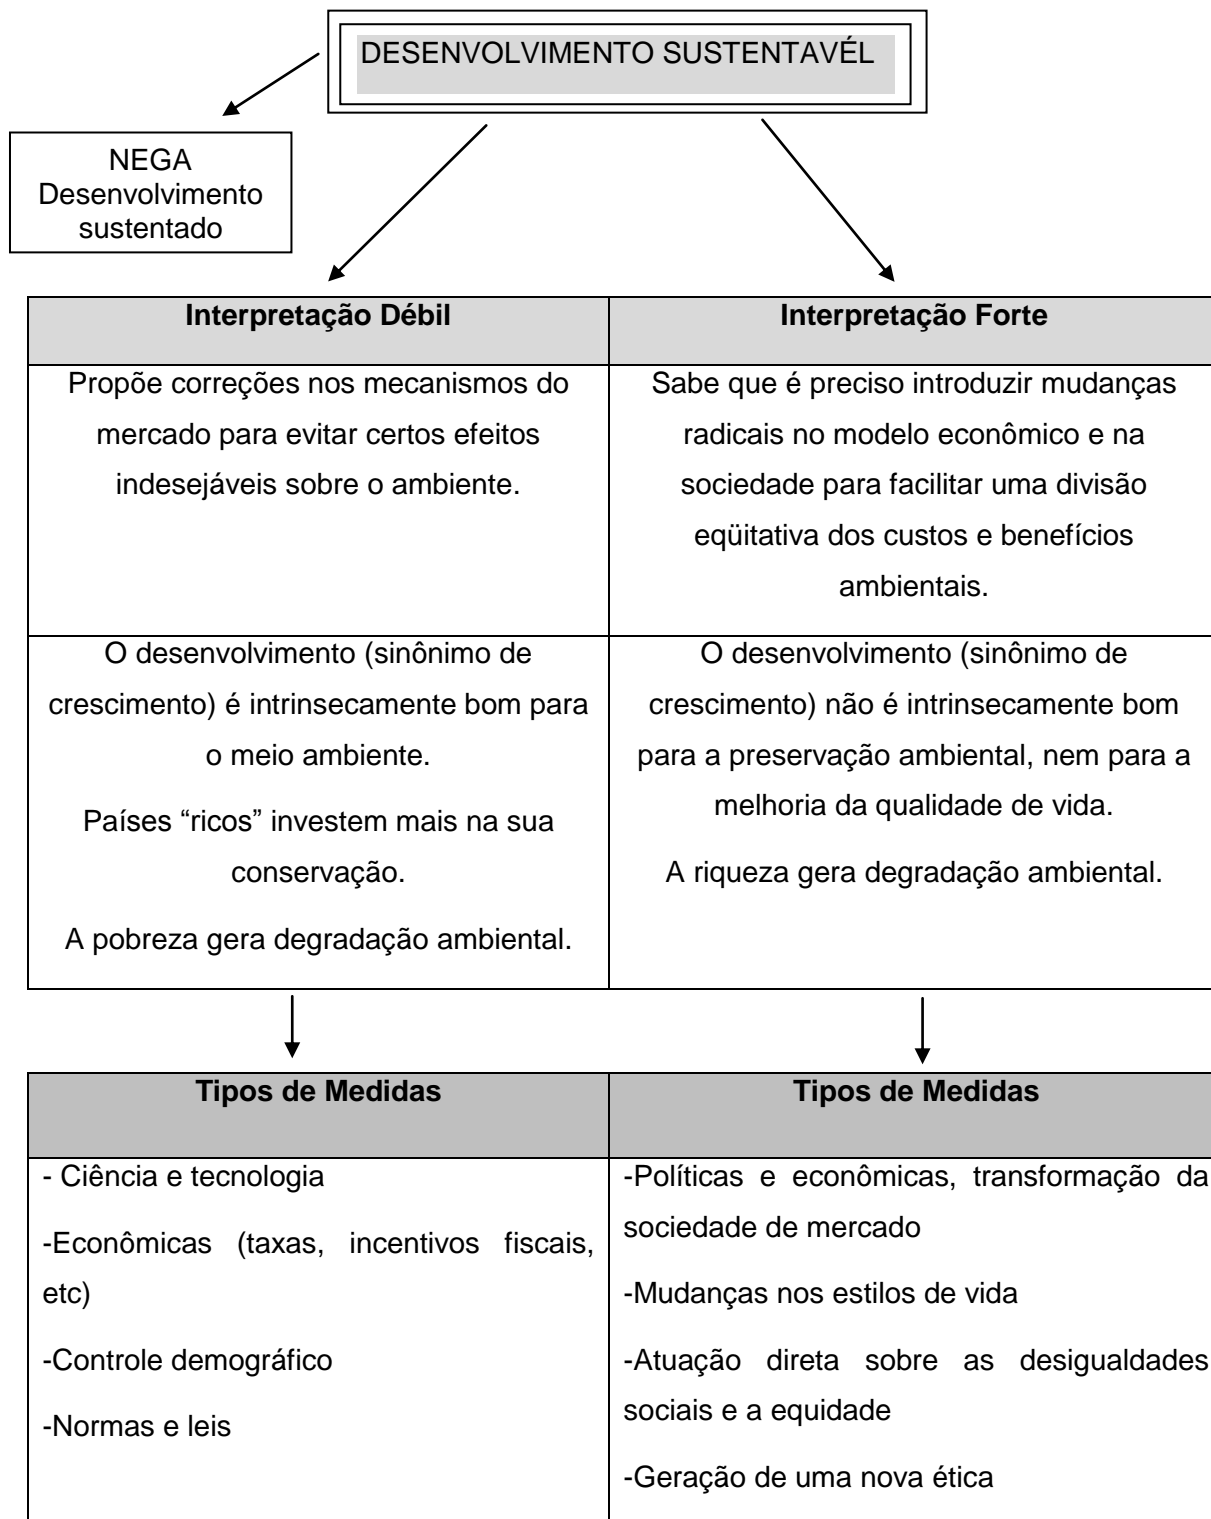 DESENVOLVIMENTO SUSTENTAVÉL
NEGA
Desenvolvimento
sustentado
Interpretação Débil
Propõe correções nos mecanismos do
mercado para evitar certos efeitos
indesejáveis sobre o ambiente.
Interpretação Forte
Sabe que é preciso introduzir mudanças
radicais no modelo econômico e na
sociedade para facilitar uma divisão
eqüitativa dos custos e benefícios
ambientais.
O desenvolvimento (sinônimo de
crescimento) é intrinsecamente bom para
o meio ambiente.
Países “ricos” investem mais na sua
conservação.
A pobreza gera degradação ambiental.
O desenvolvimento (sinônimo de
crescimento) não é intrinsecamente bom
para a preservação ambiental, nem para a
melhoria da qualidade de vida.
A riqueza gera degradação ambiental.
Tipos de Medidas
- Ciência e tecnologia
-Econômicas (taxas, incentivos fiscais,
etc)
-Controle demográfico
-Normas e leis
Tipos de Medidas
-Políticas e econômicas, transformação da
sociedade de mercado
-Mudanças nos estilos de vida
-Atuação direta sobre as desigualdades
sociais e a equidade
-Geração de uma nova ética